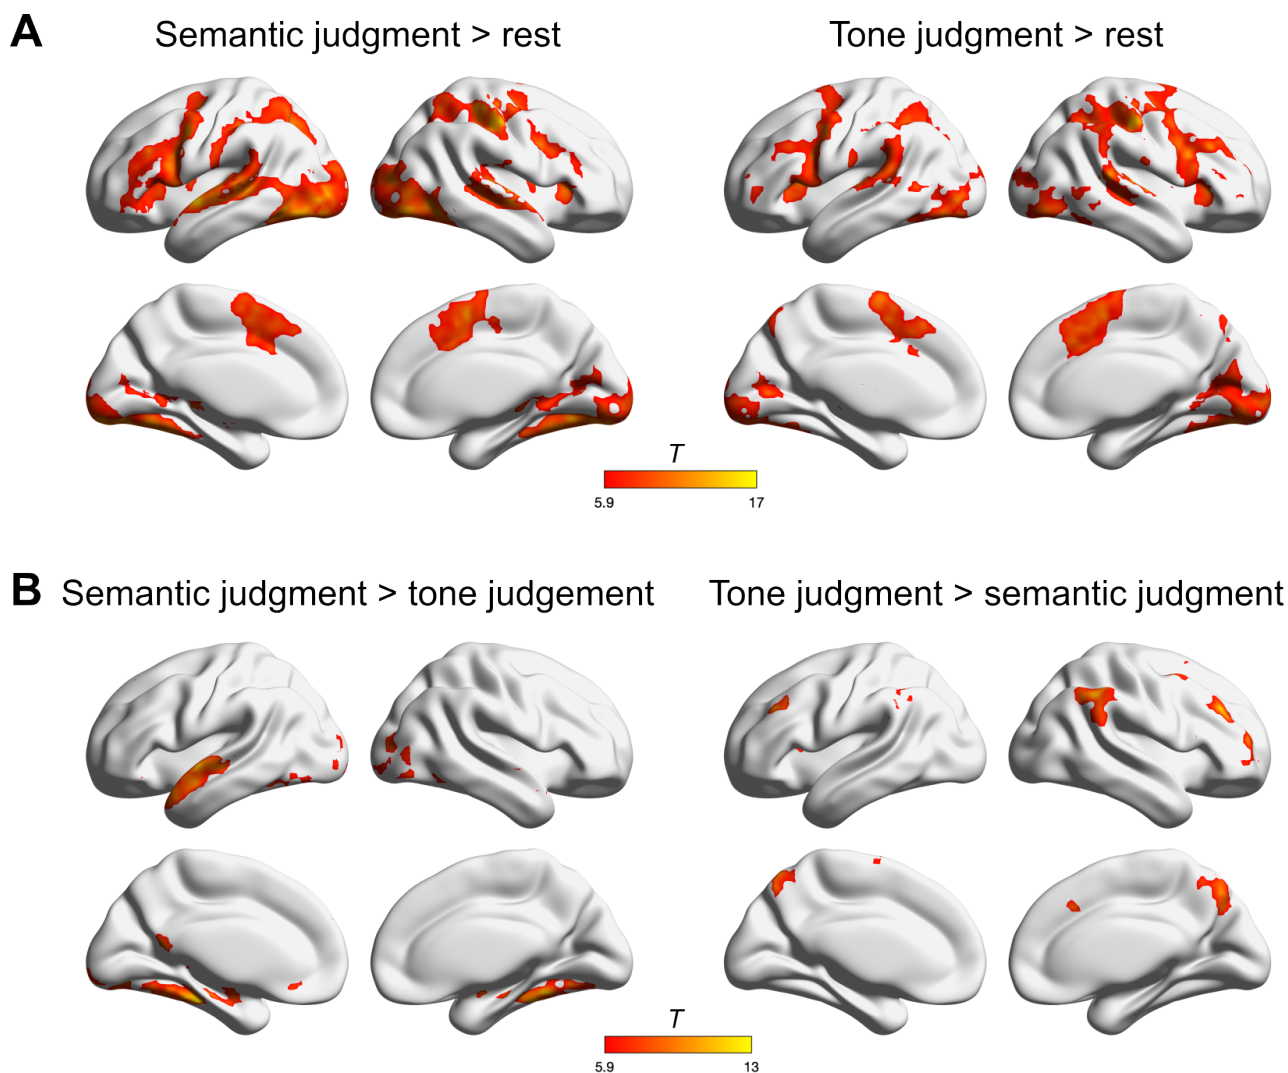 A
Semantic judgment > rest
Tone judgment > rest
T
5.9
17
B
Semantic judgment > tone judgement
Tone judgment > semantic judgment
T
5.9
13